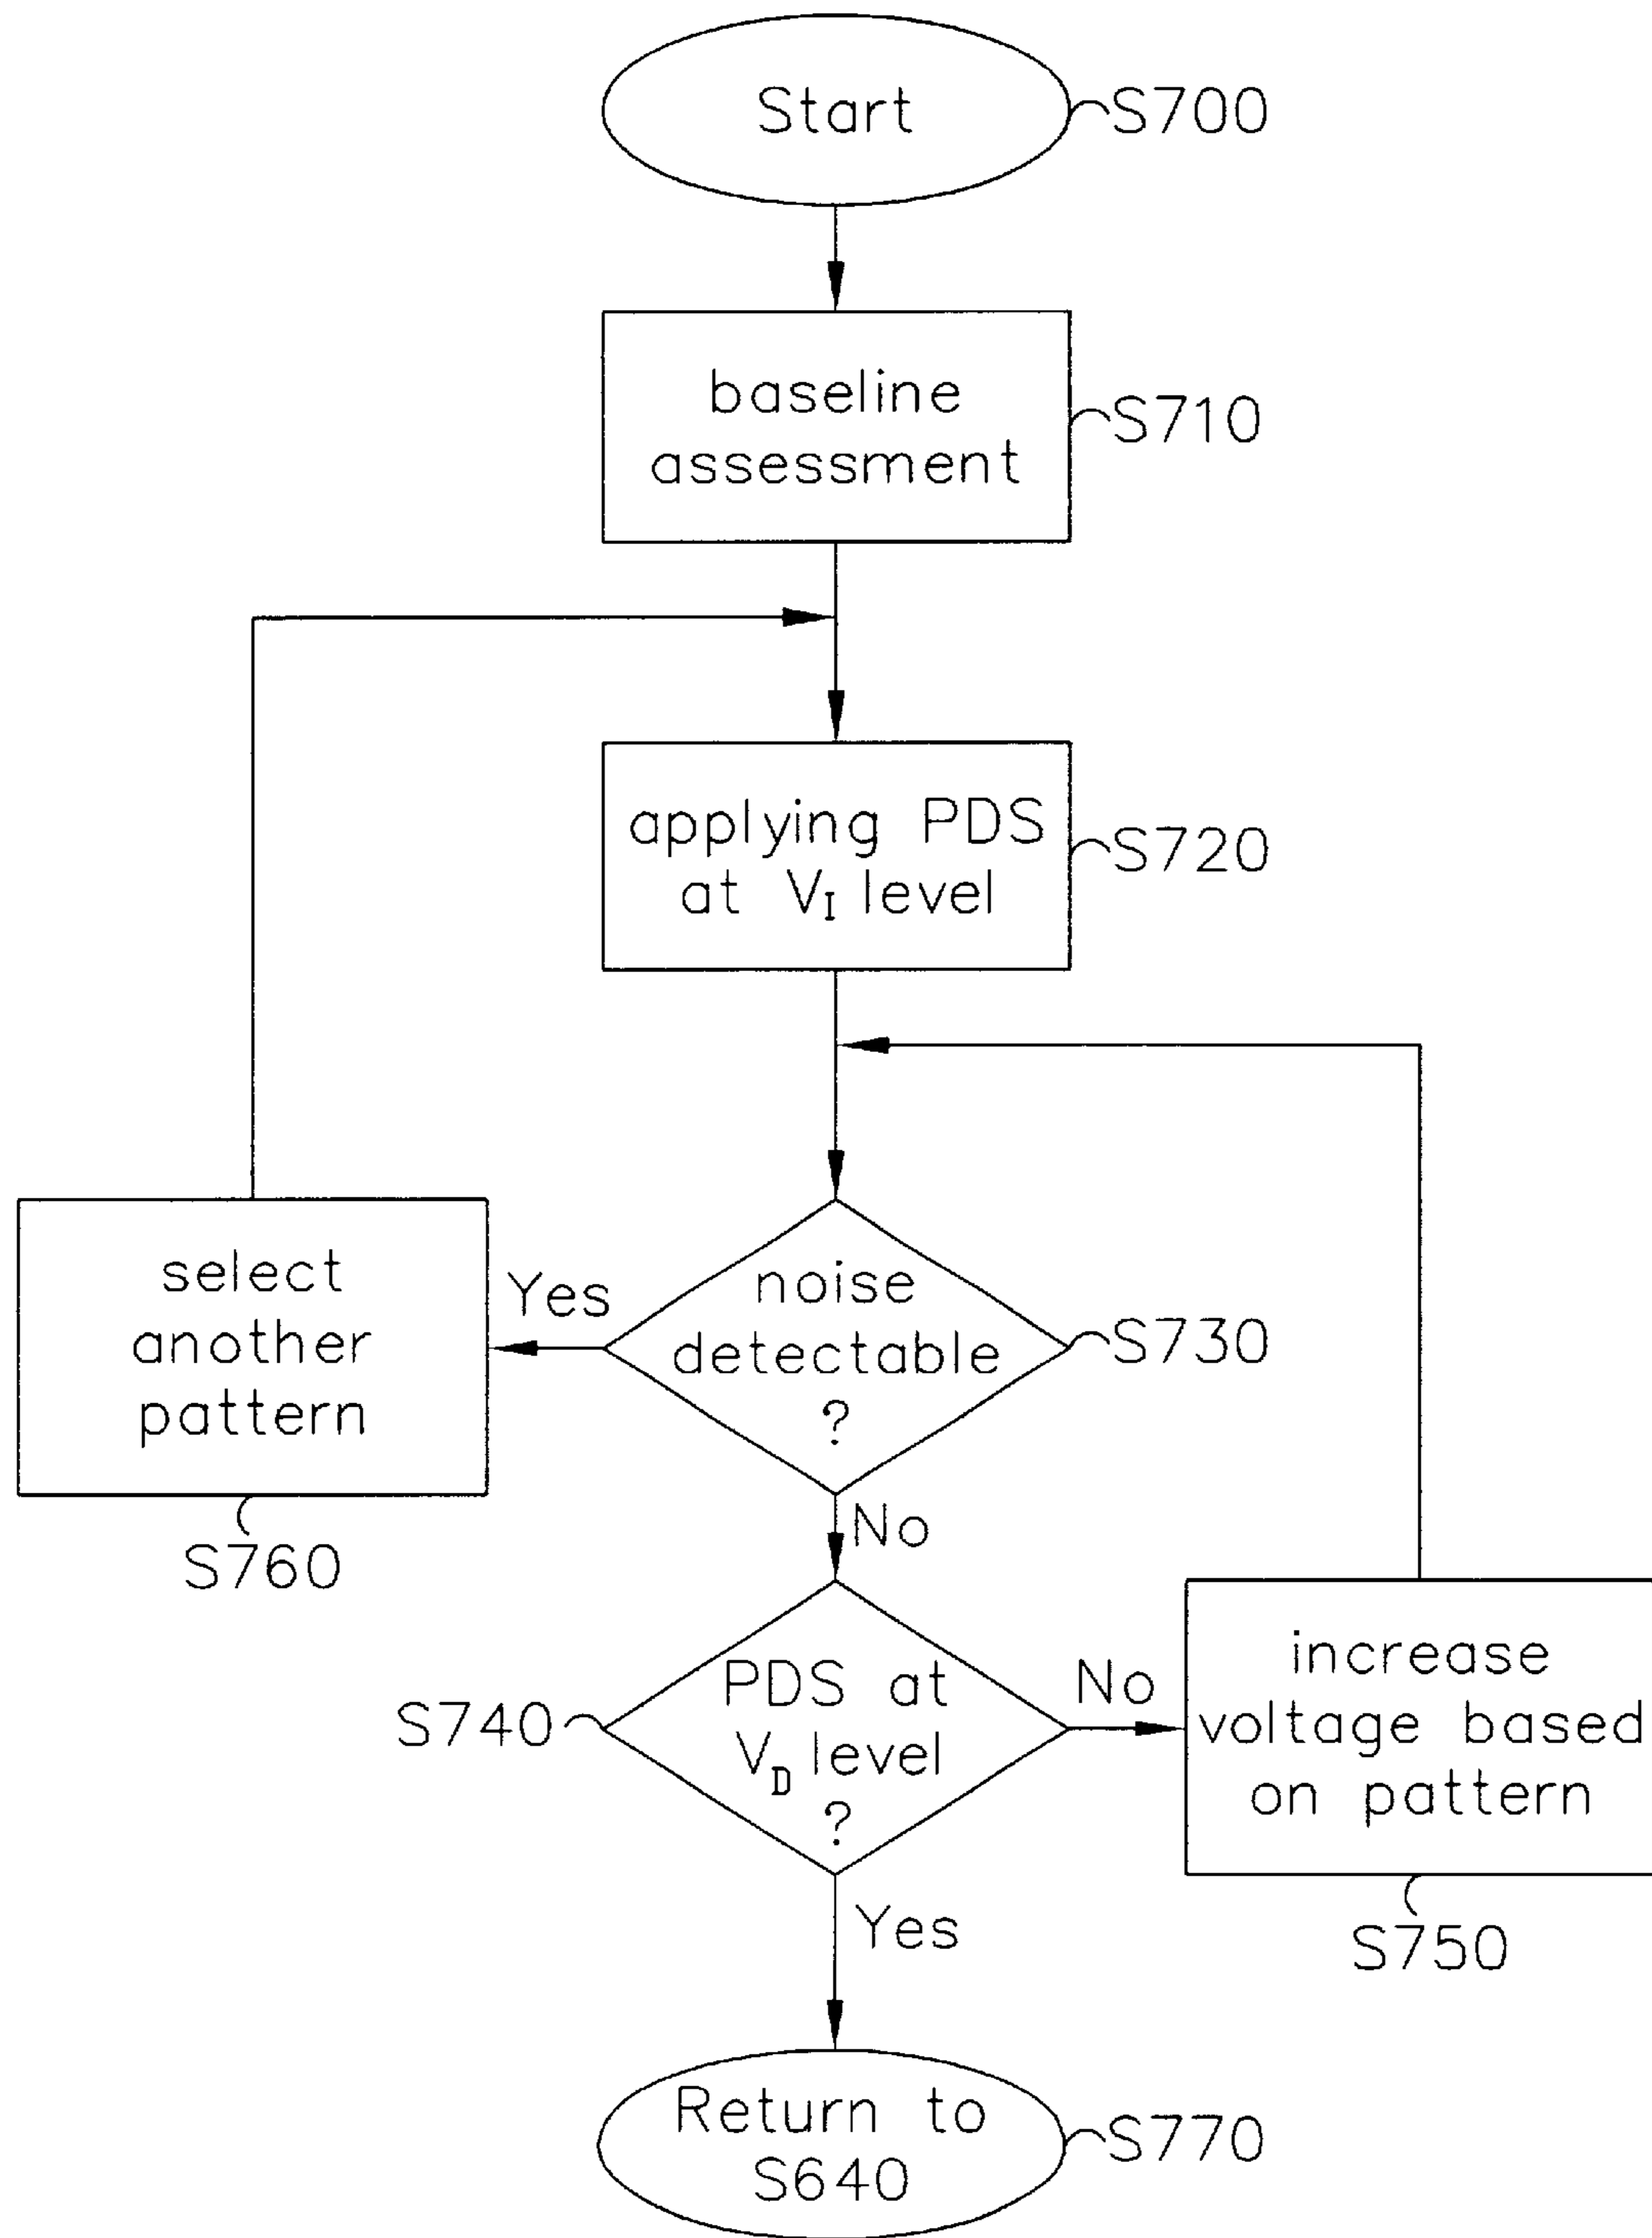 Start
S700
baseline
assessment
S710
applying PDS
at V_I level
S720
noise
detectable
?
S730
Yes
select
another
pattern
S760
No
PDS at
V_D level
?
S740
No
increase
voltage based
on pattern
S750
Yes
Return to
S640
S770